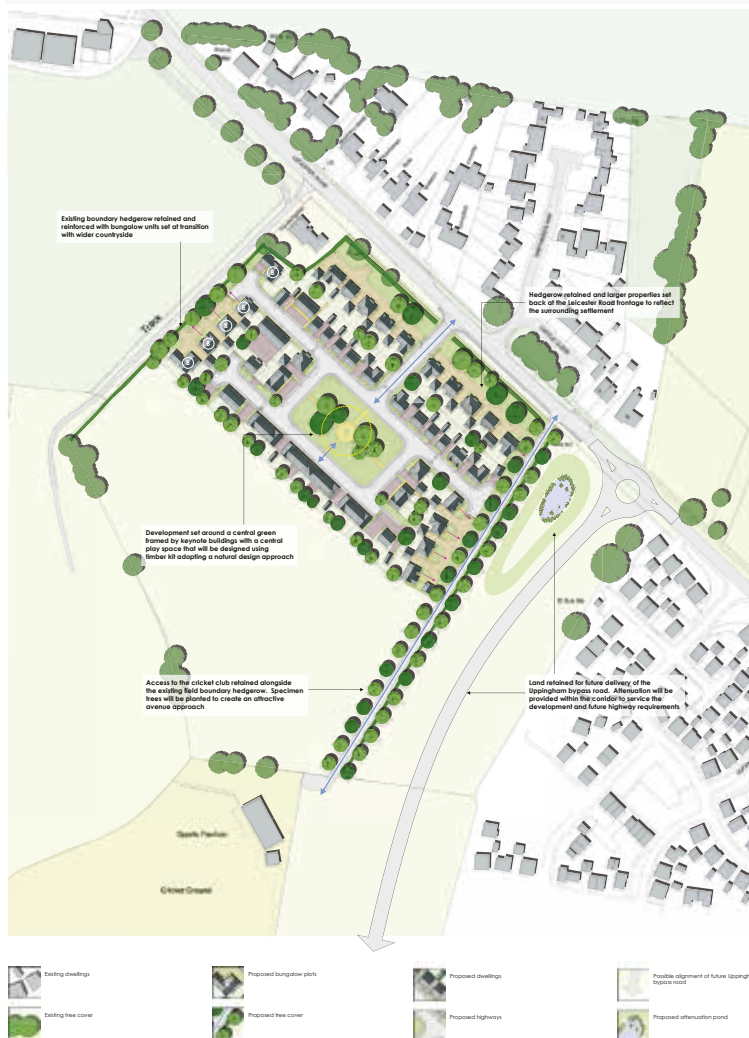 Existing boundary hedgerow retained and
reinforced with bungalow units set at transition
with wider countryside
Track
Hedgerow retained and larger properties set
back at the Leicester Road frontage to reflect
the surrounding settlement
B
B
B
B
B
Development set around a central green
framed by keynote buildings with a central
play space that will be designed using
timber kit adopting a natural design approach
Access to the cricket club retained alongside
the existing field boundary hedgerow. Specimen
trees will be planted to create an attractive
avenue approach
Land retained for future delivery of the
Uppingham bypass road. Attenuation will be
provided within the corridor to service the
development and future highway requirements
Sports Pavilion
Cricket Ground
Existing dwellings
Proposed bungalow plots
Proposed dwellings
Possible alignment of future Uppingh
bypass road
Existing tree cover
Proposed tree cover
Proposed highways
Proposed attenuation pond